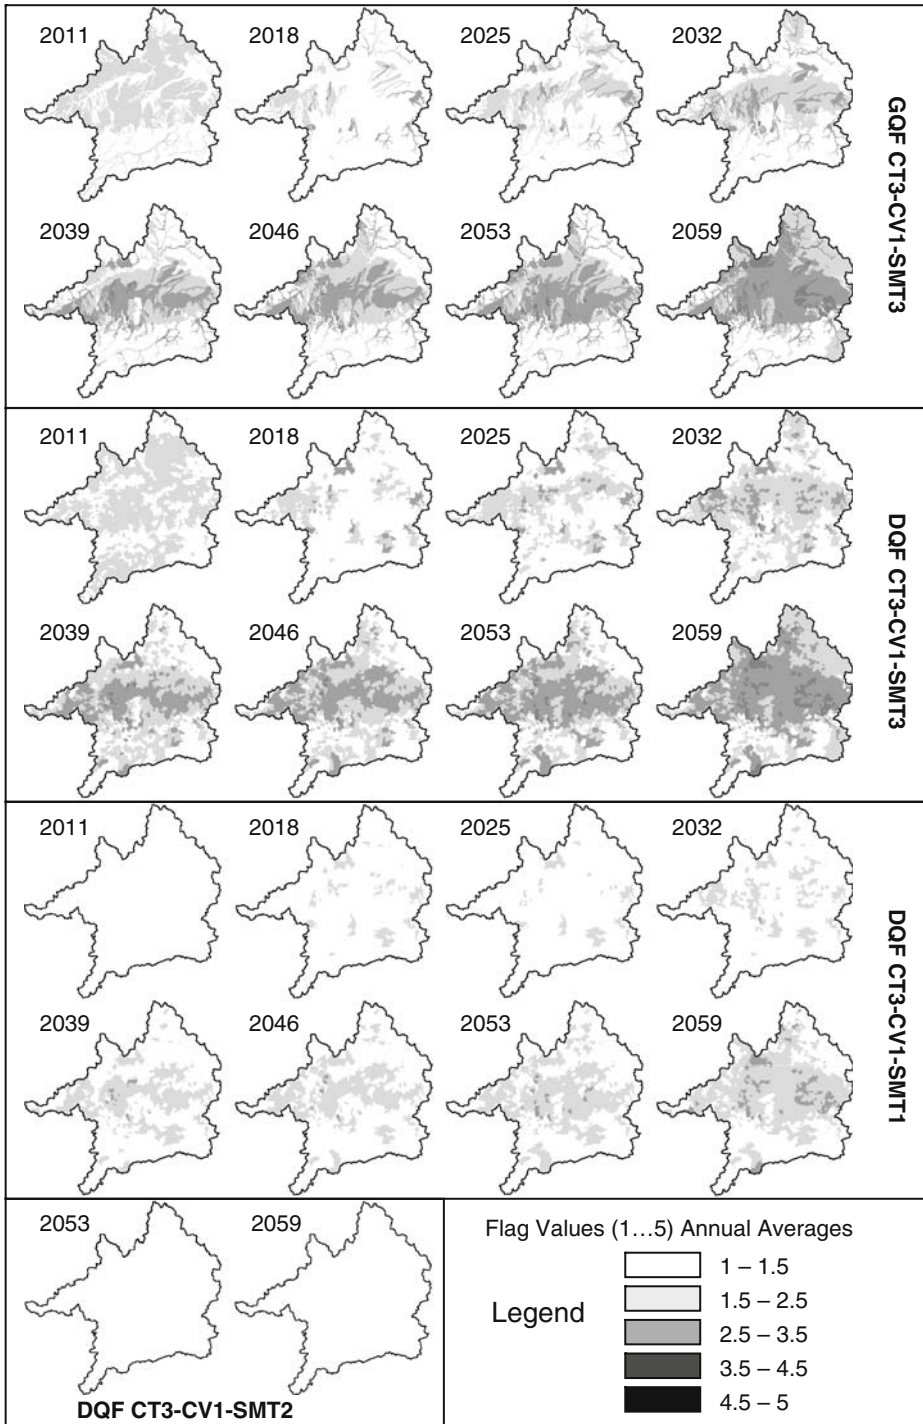 2011 2018 2025 2032
2039 2046 2053 2059
GQF CT3-CV1-SMT3
2011 2018 2025 2032
2039 2046 2053 2059
DQF CT3-CV1-SMT3
2011 2018 2025 2032
2039 2046 2053 2059
DQF CT3-CV1-SMT1
2053 2059
DQF CT3-CV1-SMT2
Flag Values (1...5) Annual Averages
Legend
1 – 1.5
1.5 – 2.5
2.5 – 3.5
3.5 – 4.5
4.5 – 5